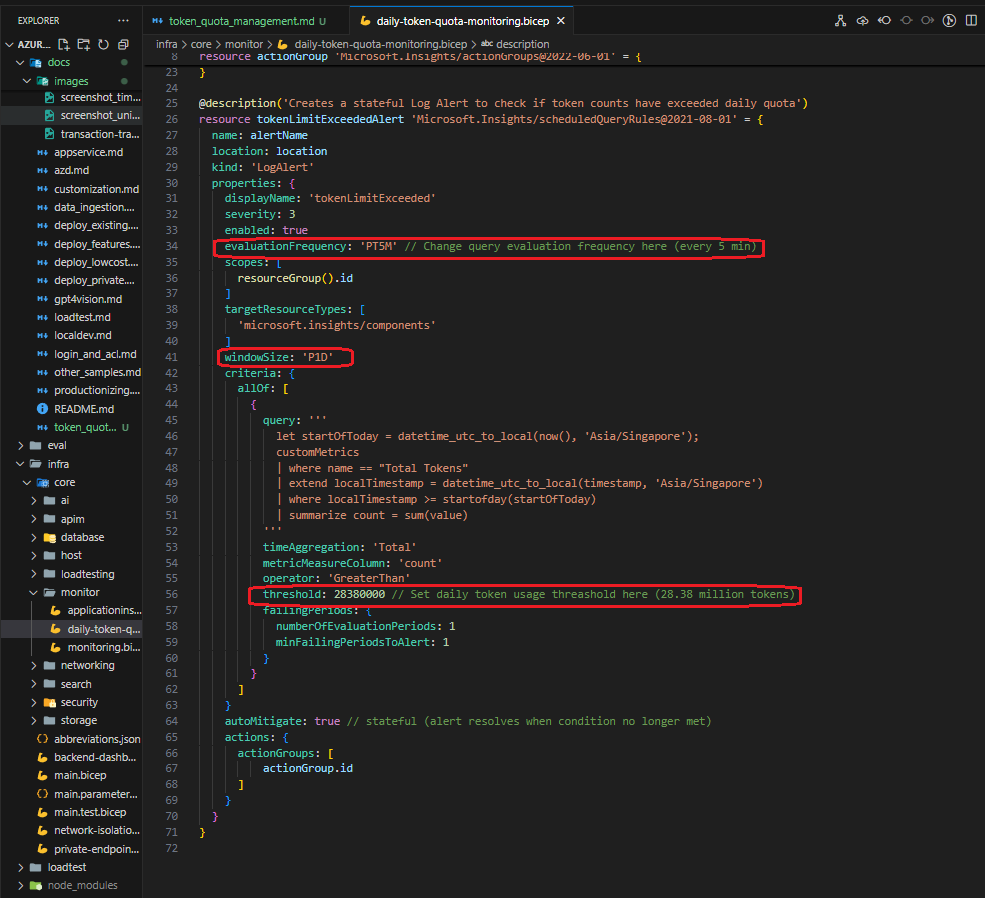 EXPLORER
AZUR...
docs
images
screenshot_tim...
screenshot_uni...
transaction-tra...
appservice.md
azd.md
customization.md
data_ingestion....
deploy_existing....
deploy_features....
deploy_lowcost....
deploy_private....
gpt4vision.md
loadtest.md
localdev.md
login_and_acl.md
other_samples.md
productionizing....
README.md
token_quot... U
eval
infra
core
ai
apim
database
host
loadtesting
monitor
applicationins...
daily-token-q...
monitoring.bi...
networking
search
security
storage
abbreviations.json
backend-dashb...
main.bicep
main.parameter...
main.test.bicep
network-isolatio...
private-endpoin...
loadtest
node_modules
token_quota_management.md U
daily-token-quota-monitoring.bicep
infra > core > monitor > daily-token-quota-monitoring.bicep > abc description
8 resource actionGroup 'Microsoft.Insights/actionGroups@2022-06-01' = {
23 }
24
25 @description('Creates a stateful Log Alert to check if token counts have exceeded daily quota')
26 resource tokenLimitExceededAlert 'Microsoft.Insights/scheduledQueryRules@2021-08-01' = {
27 name: alertName
28 location: location
29 kind: 'LogAlert'
30 properties: {
31 displayName: 'tokenLimitExceeded'
32 severity: 3
33 enabled: true
34 evaluationFrequency: 'PT5M' // Change query evaluation frequency here (every 5 min)
35 scopes: [
36 resourceGroup().id
37 ]
38 targetResourceTypes: [
39 'microsoft.insights/components'
40 ]
41 windowSize: 'P1D'
42 criteria: {
43 allOf: [
44 {
45 query: '''
46 let startOfToday = datetime_utc_to_local(now(), 'Asia/Singapore');
47 customMetrics
48 | where name == "Total Tokens"
49 | extend localTimestamp = datetime_utc_to_local(timestamp, 'Asia/Singapore')
50 | where localTimestamp >= startofday(startOfToday)
51 | summarize count = sum(value)
52 '''
53 timeAggregation: 'Total'
54 metricMeasureColumn: 'count'
55 operator: 'GreaterThan'
56 threshold: 28380000 // Set daily token usage threashold here (28.38 million tokens)
57 failingPeriods: {
58 numberOfEvaluationPeriods: 1
59 minFailingPeriodsToAlert: 1
60 }
61 }
62 ]
63 }
64 autoMitigate: true // stateful (alert resolves when condition no longer met)
65 actions: {
66 actionGroups: [
67 actionGroup.id
68 ]
69 }
70 }
71 }
72